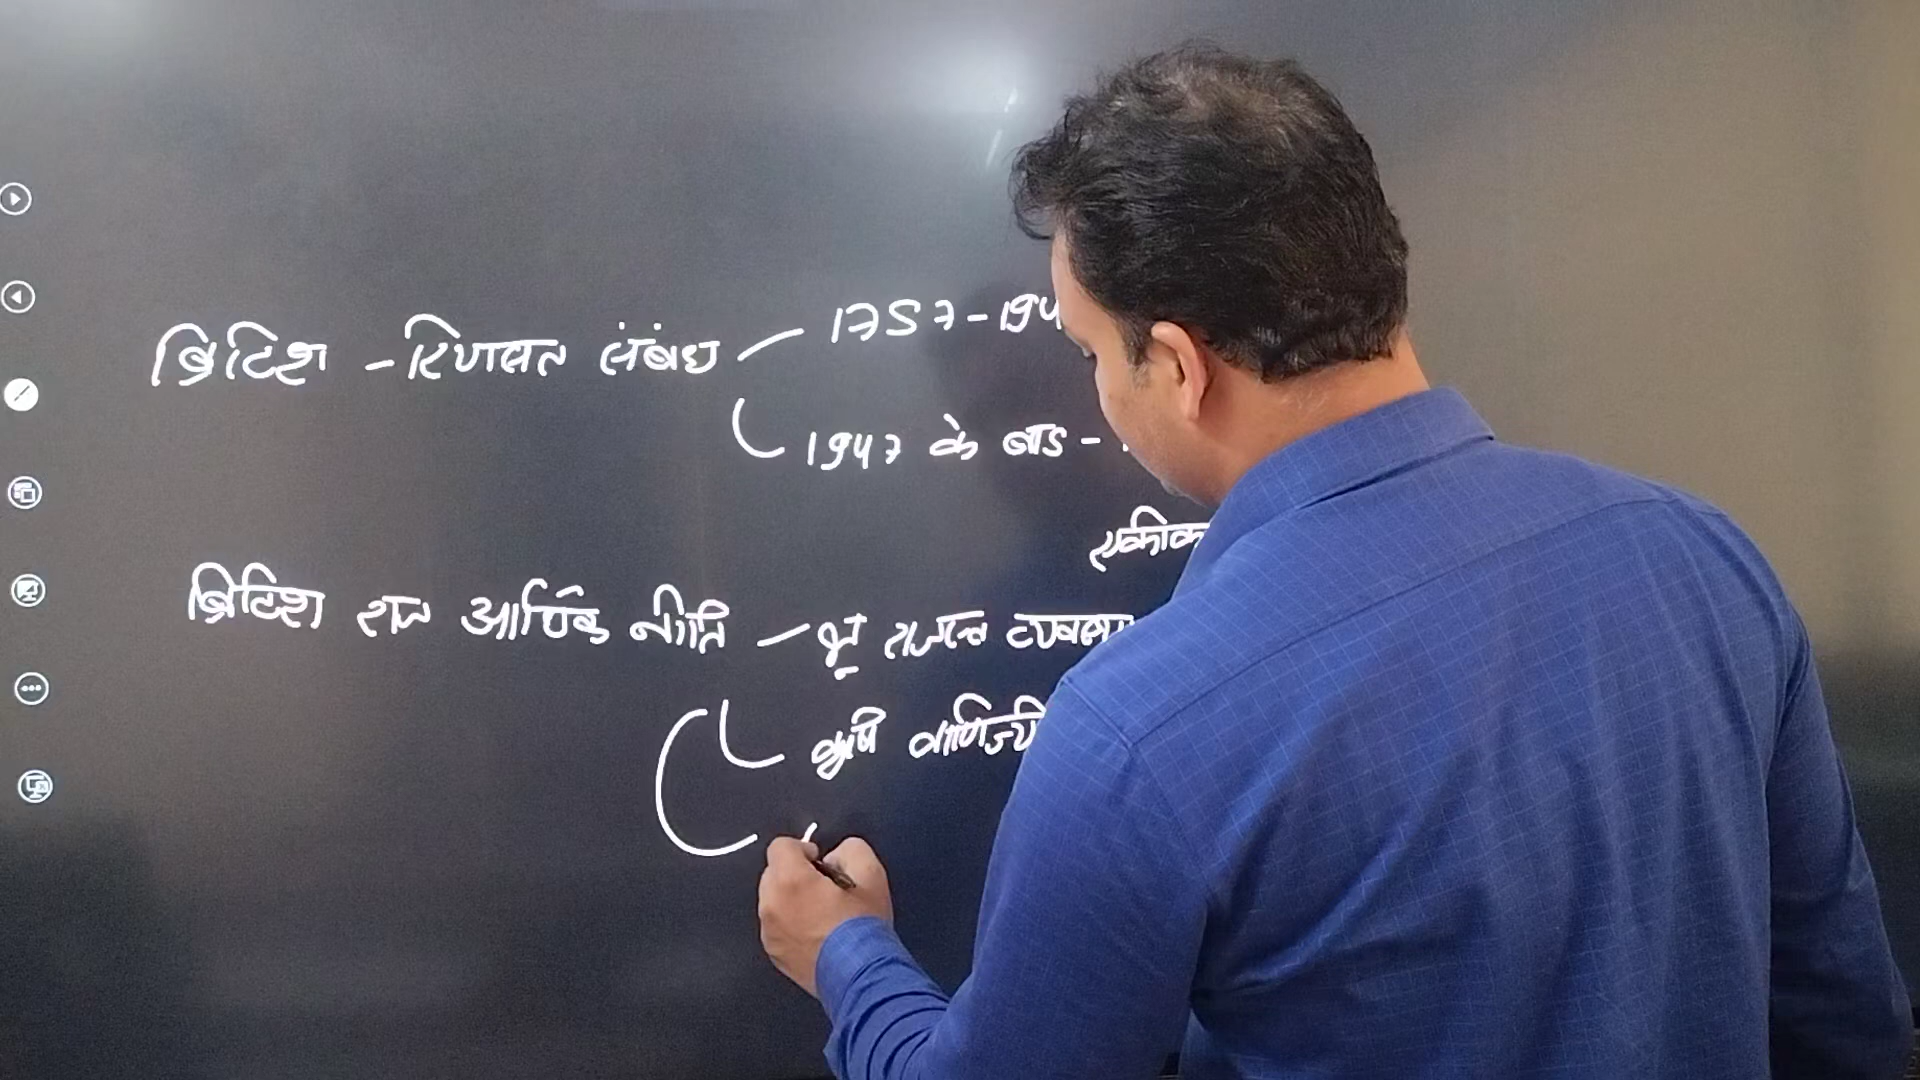 ब्रिटिश - रियासत संबंध - 1757 - 194
1947 के बाद -
एकीक
ब्रिटिश राज आर्थिक नीति - भू राजस्व व्यवस्था
कृषि वाणिज्यि